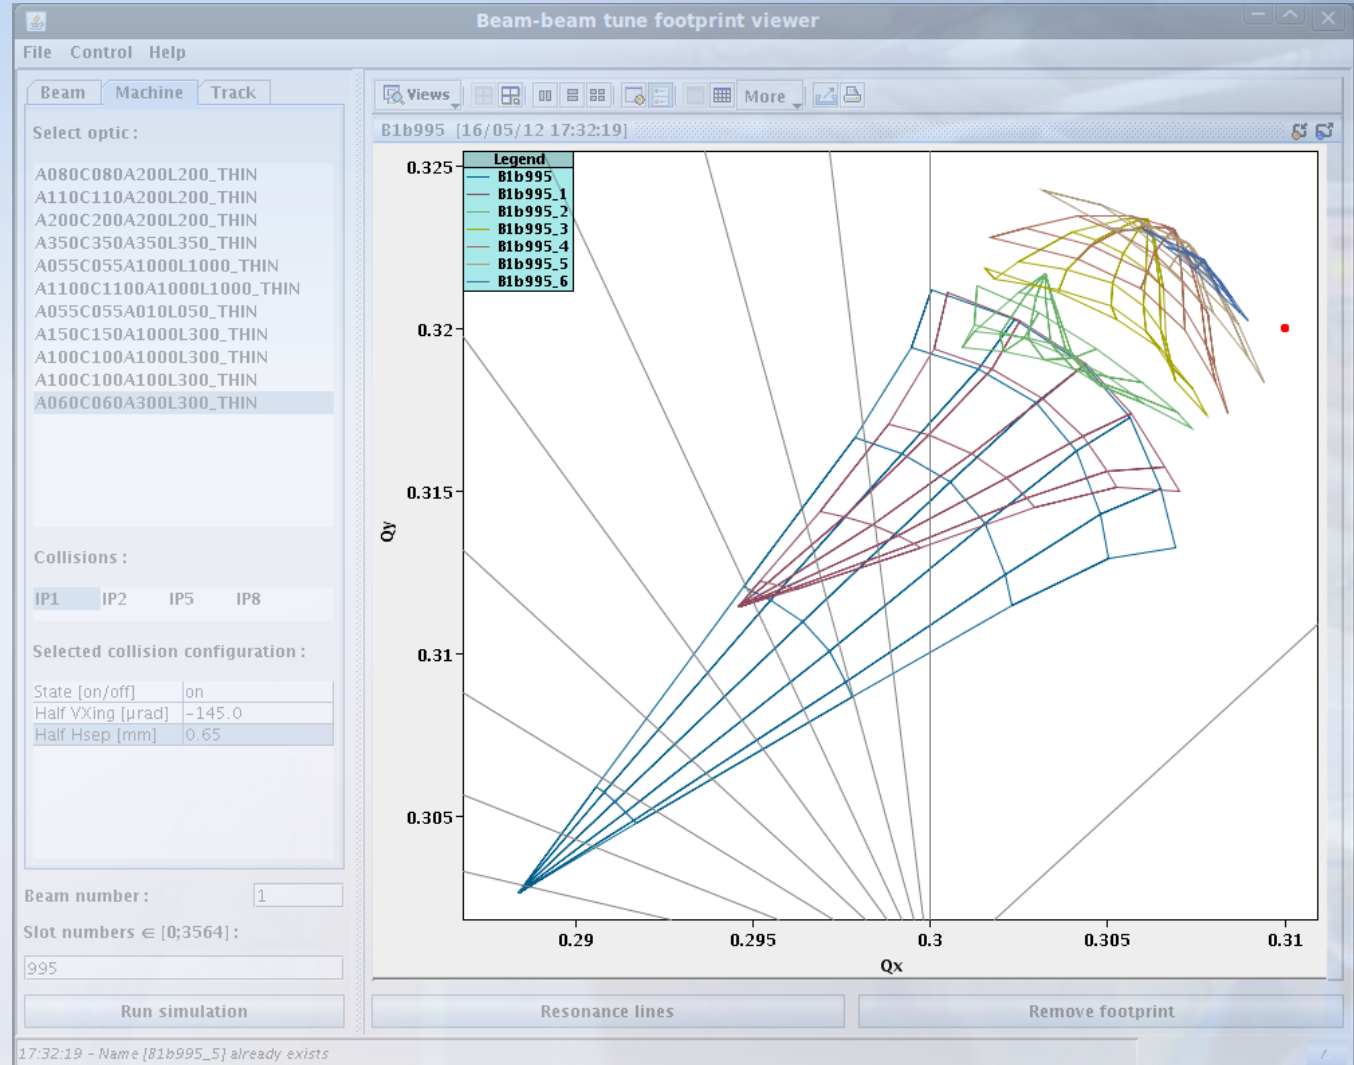 Beam-beam tune footprint viewer
File Control Help
Beam Machine Track
Select optic :
A080C080A200L200_THIN
A110C110A200L200_THIN
A200C200A200L200_THIN
A350C350A350L350_THIN
A055C055A1000L1000_THIN
A1100C1100A1000L1000_THIN
A055C055A010L050_THIN
A150C150A1000L300_THIN
A100C100A1000L300_THIN
A100C100A100L300_THIN
A060C060A300L300_THIN
Collisions :
IP1 IP2 IP5 IP8
Selected collision configuration :
State [on/off] on
Half VXing [µrad] -145.0
Half Hsep [mm] 0.65
Beam number : 1
Slot numbers ∈ [0;3564] :
995
Run simulation
Views More
B1b995 [16/05/12 17:32:19]
Legend
B1b995
B1b995_1
B1b995_2
B1b995_3
B1b995_4
B1b995_5
B1b995_6
0.325
0.32
0.315
0.31
0.305
Qy
0.29 0.295 0.3 0.305 0.31
Qx
Resonance lines Remove footprint
17:32:19 - Name [B1b995_5] already exists